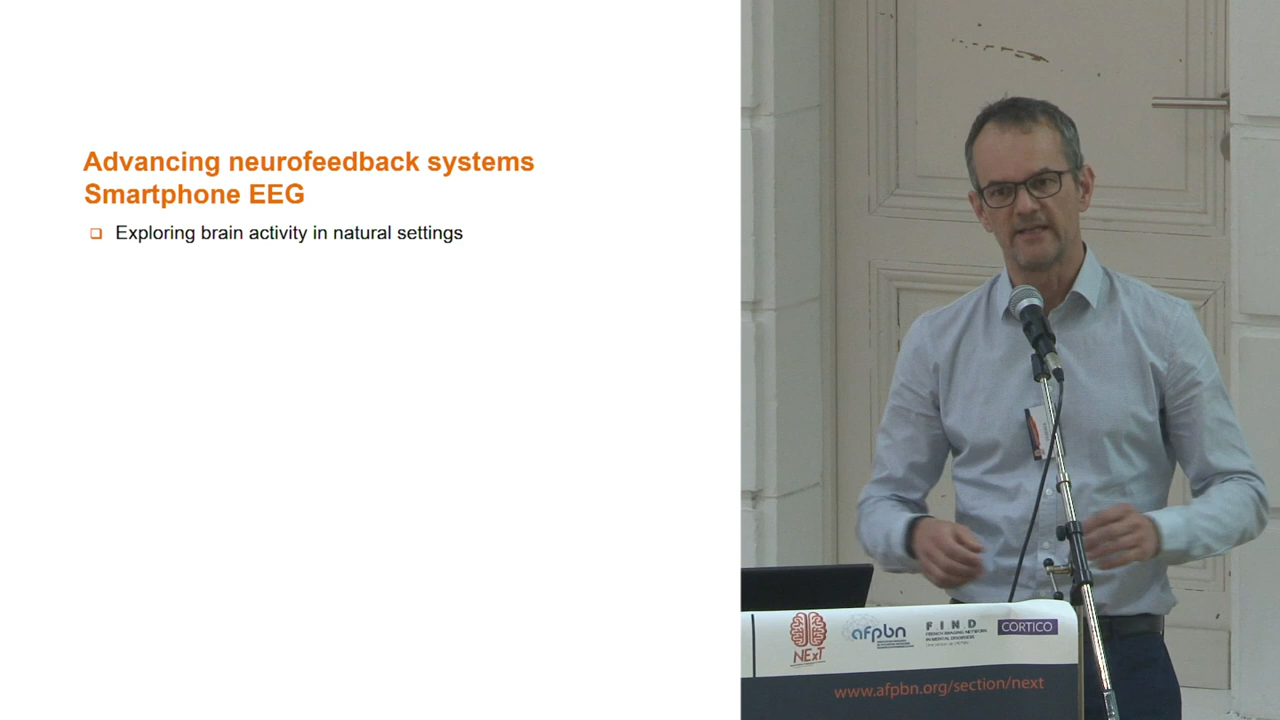 Advancing neurofeedback systems
Smartphone EEG
Exploring brain activity in natural settings
NExT
afpbn
FIND
FRENCH IMAGING NETWORK
IN MENTAL DISORDER
CORTICO
www.afpbn.org/section/next